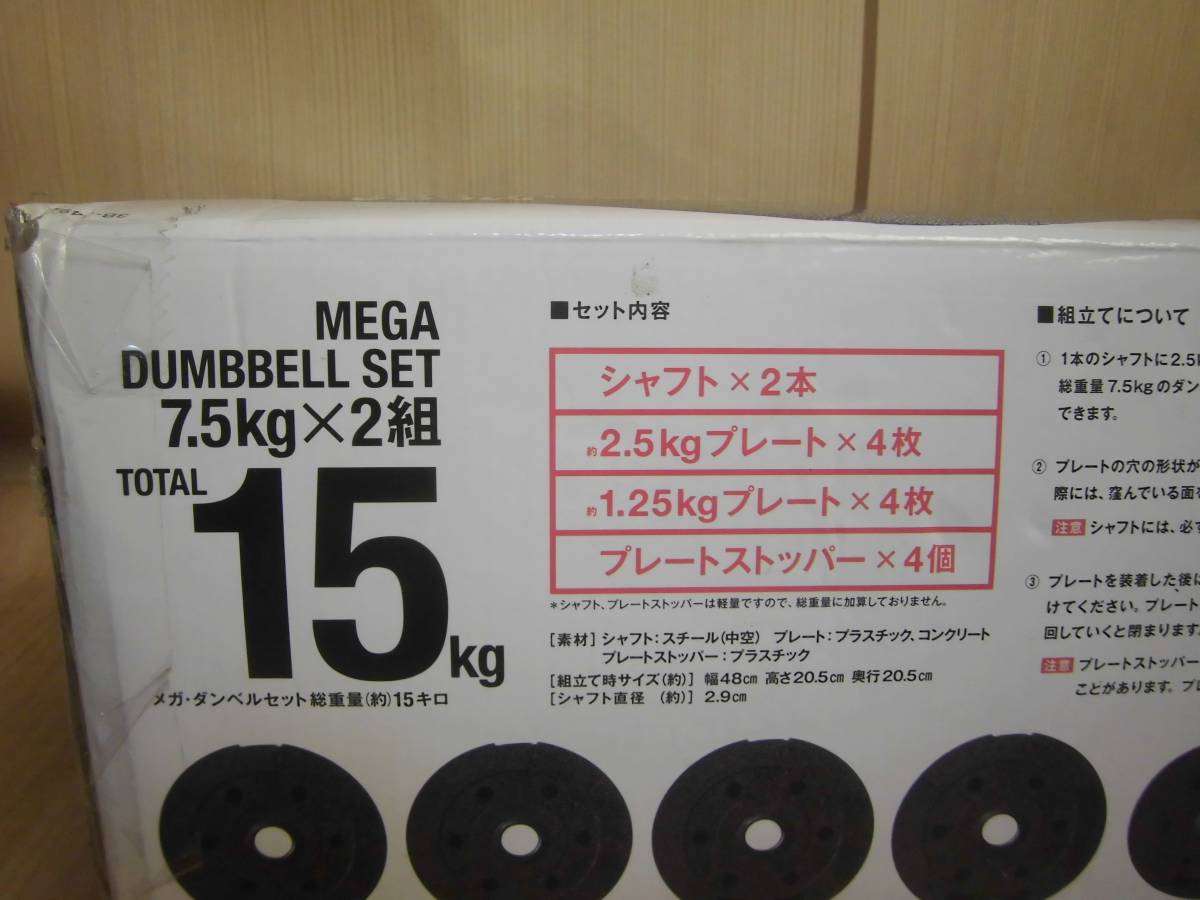 MEGA
DUMBBELL SET
7.5kg×2組
TOTAL
15kg
メガ・ダンベルセット総重量(約)15キロ
■セット内容
シャフト×2本
約2.5kgプレート×4枚
約1.25kgプレート×4枚
プレートストッパー×4個
*シャフト、プレートストッパーは軽量ですので、総重量に加算しておりません。
[素材] シャフト:スチール(中空) プレート:プラスチック、コンクリート
プレートストッパー:プラスチック
[組立て時サイズ(約)] 幅48㎝ 高さ20.5㎝ 奥行20.5㎝
[シャフト直径 (約)] 2.9㎝
■組立てについて
① 1本のシャフトに2.5
総重量7.5kgのダン
できます。
② プレートの穴の形状が
際には、窪んでいる面を
注意 シャフトには、必ず
③ プレートを装着した後に
けてください。プレート
回していくと閉まります。
注意 プレートストッパー
ことがあります。プレ